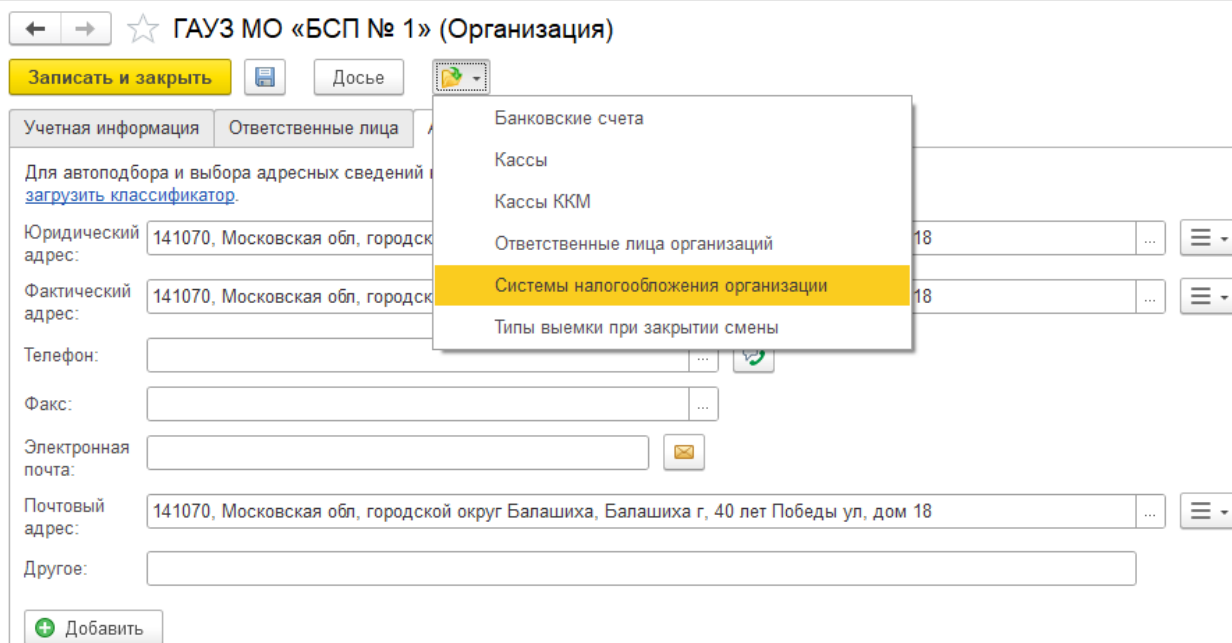 ГАУЗ МО «БСП № 1» (Организация)
Записать и закрыть
Досье
Банковские счета
Кассы
Кассы ККМ
Ответственные лица организаций
Системы налогообложения организации
Типы выемки при закрытии смены
Учетная информация
Ответственные лица
Для автоподбора и выбора адресных сведений
загрузить классификатор.
Юридический адрес:
141070, Московская обл, городск 18
Фактический адрес:
141070, Московская обл, городск 18
Телефон:
Факс:
Электронная почта:
Почтовый адрес:
141070, Московская обл, городской округ Балашиха, Балашиха г, 40 лет Победы ул, дом 18
Другое:
Добавить